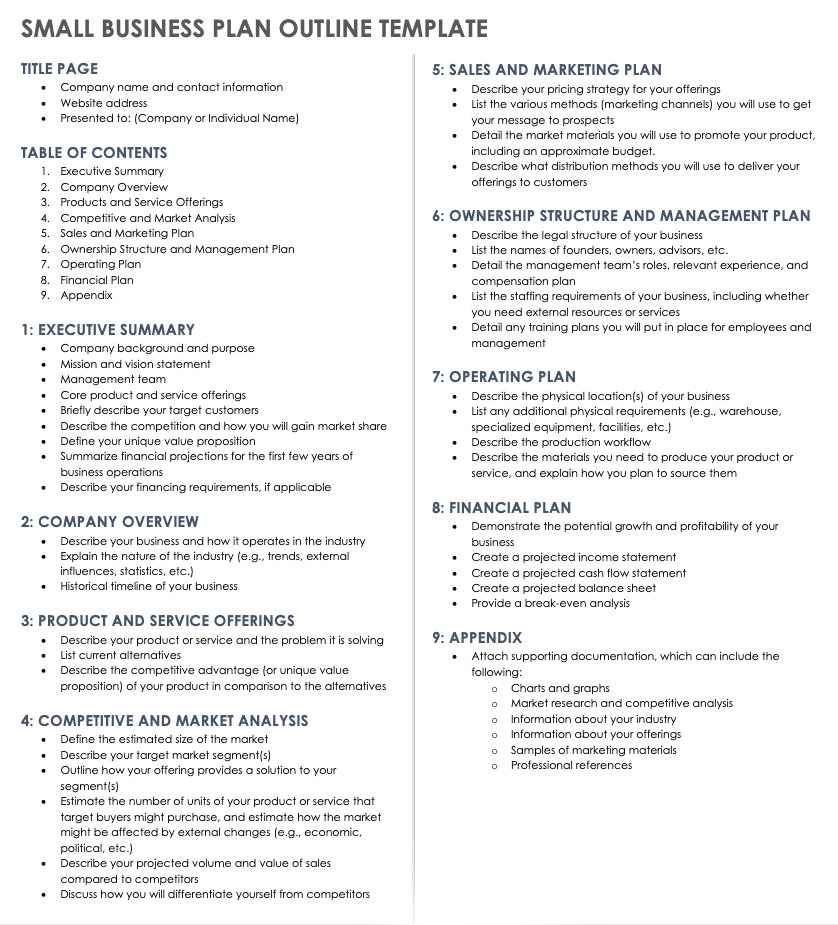 SMALL BUSINESS PLAN OUTLINE TEMPLATE
TITLE PAGE
• Company name and contact information
• Website address
• Presented to: (Company or Individual Name)
TABLE OF CONTENTS
1. Executive Summary
2. Company Overview
3. Products and Service Offerings
4. Competitive and Market Analysis
5. Sales and Marketing Plan
6. Ownership Structure and Management Plan
7. Operating Plan
8. Financial Plan
9. Appendix
1: EXECUTIVE SUMMARY
• Company background and purpose
• Mission and vision statement
• Management team
• Core product and service offerings
• Briefly describe your target customers
• Describe the competition and how you will gain market share
• Define your unique value proposition
• Summarize financial projections for the first few years of
business operations
• Describe your financing requirements, if applicable
2: COMPANY OVERVIEW
• Describe your business and how it operates in the industry
• Explain the nature of the industry (e.g., trends, external
influences, statistics, etc.)
• Historical timeline of your business
3: PRODUCT AND SERVICE OFFERINGS
• Describe your product or service and the problem it is solving
• List current alternatives
• Describe the competitive advantage (or unique value
proposition) of your product in comparison to the alternatives
4: COMPETITIVE AND MARKET ANALYSIS
• Define the estimated size of the market
• Describe your target market segment(s)
• Outline how your offering provides a solution to your
segment(s)
• Estimate the number of units of your product or service that
target buyers might purchase, and estimate how the market
might be affected by external changes (e.g., economic,
political, etc.)
• Describe your projected volume and value of sales
compared to competitors
• Discuss how you will differentiate yourself from competitors
5: SALES AND MARKETING PLAN
• Describe your pricing strategy for your offerings
• List the various methods (marketing channels) you will use to get
your message to prospects
• Detail the market materials you will use to promote your product,
including an approximate budget.
• Describe what distribution methods you will use to deliver your
offerings to customers
6: OWNERSHIP STRUCTURE AND MANAGEMENT PLAN
• Describe the legal structure of your business
• List the names of founders, owners, advisors, etc.
• Detail the management team's roles, relevant experience, and
compensation plan
• List the staffing requirements of your business, including whether
you need external resources or services
• Detail any training plans you will put in place for employees and
management
7: OPERATING PLAN
• Describe the physical location(s) of your business
• List any additional physical requirements (e.g., warehouse,
specialized equipment, facilities, etc.)
• Describe the production workflow
• Describe the materials you need to produce your product or
service, and explain how you plan to source them
8: FINANCIAL PLAN
• Demonstrate the potential growth and profitability of your
business
• Create a projected income statement
• Create a projected cash flow statement
• Create a projected balance sheet
• Provide a break-even analysis
9: APPENDIX
• Attach supporting documentation, which can include the
following:
o Charts and graphs
o Market research and competitive analysis
o Information about your industry
o Information about your offerings
o Samples of marketing materials
o Professional references